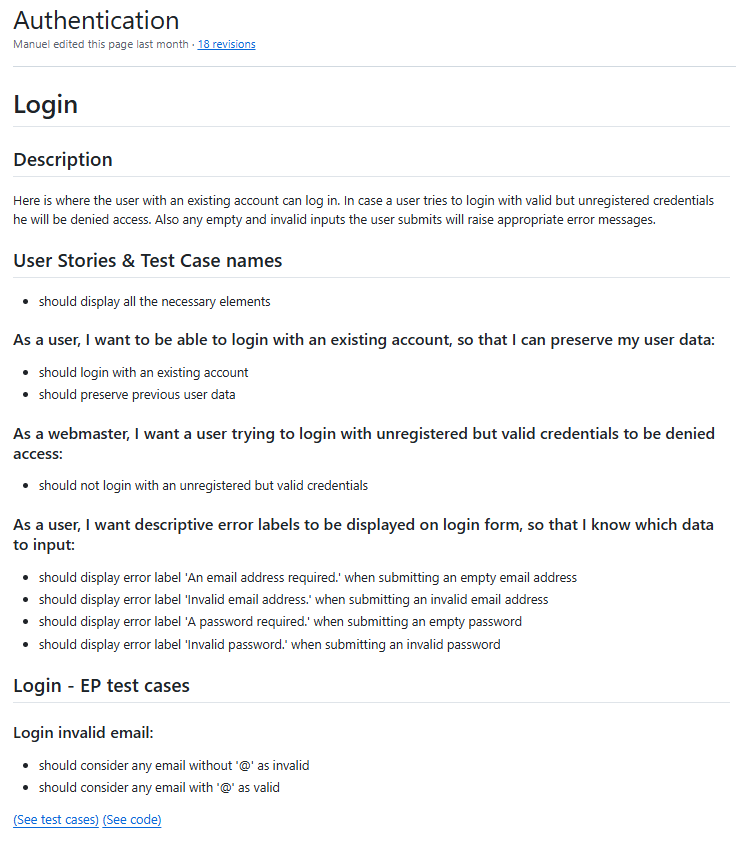 Authentication
Manuel edited this page last month · 18 revisions
Login
Description
Here is where the user with an existing account can log in. In case a user tries to login with valid but unregistered credentials
he will be denied access. Also any empty and invalid inputs the user submits will raise appropriate error messages.
User Stories & Test Case names
• should display all the necessary elements
As a user, I want to be able to login with an existing account, so that I can preserve my user data:
• should login with an existing account
• should preserve previous user data
As a webmaster, I want a user trying to login with unregistered but valid credentials to be denied
access:
• should not login with an unregistered but valid credentials
As a user, I want descriptive error labels to be displayed on login form, so that I know which data
to input:
• should display error label 'An email address required.' when submitting an empty email address
• should display error label 'Invalid email address.' when submitting an invalid email address
• should display error label 'A password required.' when submitting an empty password
• should display error label 'Invalid password.' when submitting an invalid password
Login - EP test cases
Login invalid email:
• should consider any email without '@' as invalid
• should consider any email with '@' as valid
(See test cases) (See code)